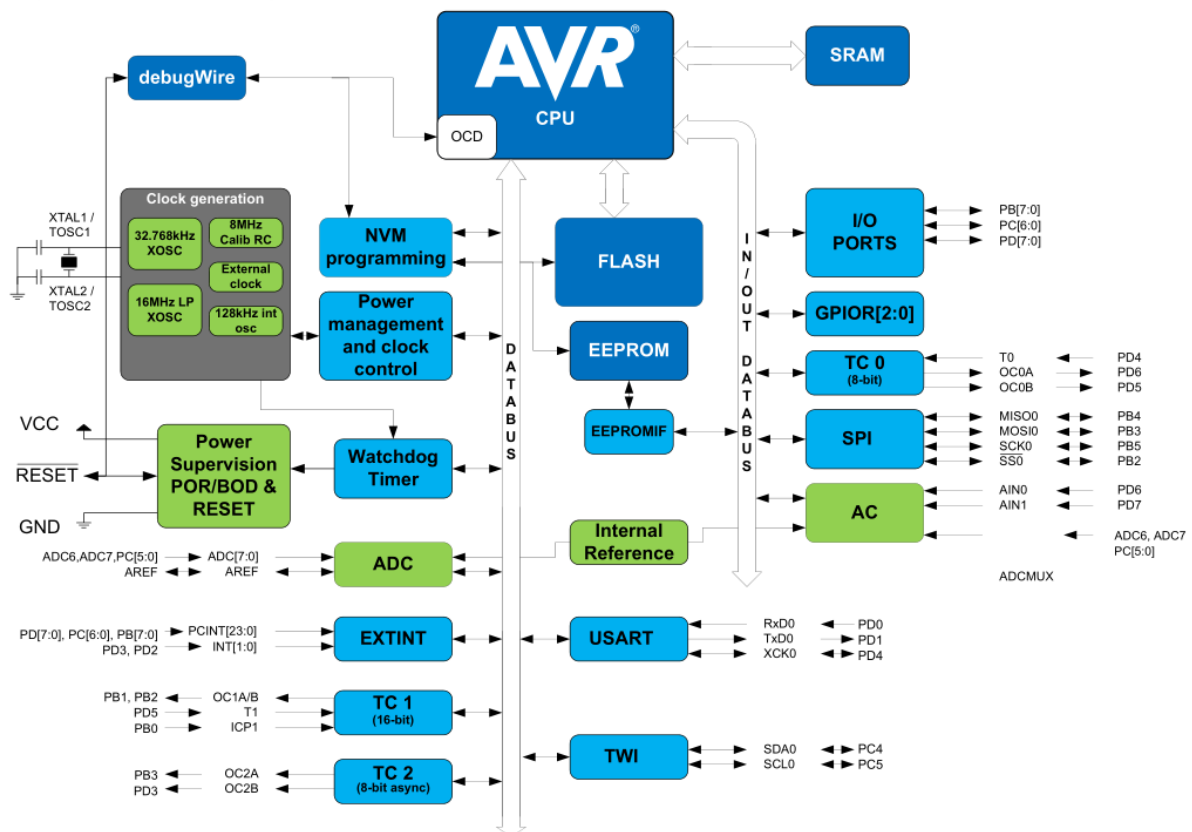 AVR®
CPU
OCD
SRAM
debugWire
Clock generation
XTAL1 /
TOSC1
32.768kHz
XOSC
8MHz
Calib RC
External
clock
XTAL2 /
TOSC2
16MHz LP
XOSC
128kHz int
osc
NVM
programming
Power
management
and clock
control
FLASH
EEPROM
EEPROMIF
DATABUS
IN/OUT DATABUS
I/O
PORTS
PB[7:0]
PC[6:0]
PD[7:0]
GPIOR[2:0]
TC 0
(8-bit)
T0 PD4
OC0A PD6
OC0B PD5
SPI
MISO0 PB4
MOSI0 PB3
SCK0 PB5
SS0 PB2
AC
AIN0 PD6
AIN1 PD7
ADC6, ADC7
PC[5:0]
ADCMUX
VCC
RESET
GND
Power
Supervision
POR/BOD &
RESET
Watchdog
Timer
Internal
Reference
ADC6,ADC7,PC[5:0] ADC[7:0]
AREF AREF
ADC
PD[7:0], PC[6:0], PB[7:0] PCINT[23:0]
PD3, PD2 INT[1:0]
EXTINT
USART
RxD0 PD0
TxD0 PD1
XCK0 PD4
PB1, PB2 OC1A/B
PD5 T1
PB0 ICP1
TC 1
(16-bit)
TWI
SDA0 PC4
SCL0 PC5
PB3 OC2A
PD3 OC2B
TC 2
(8-bit async)